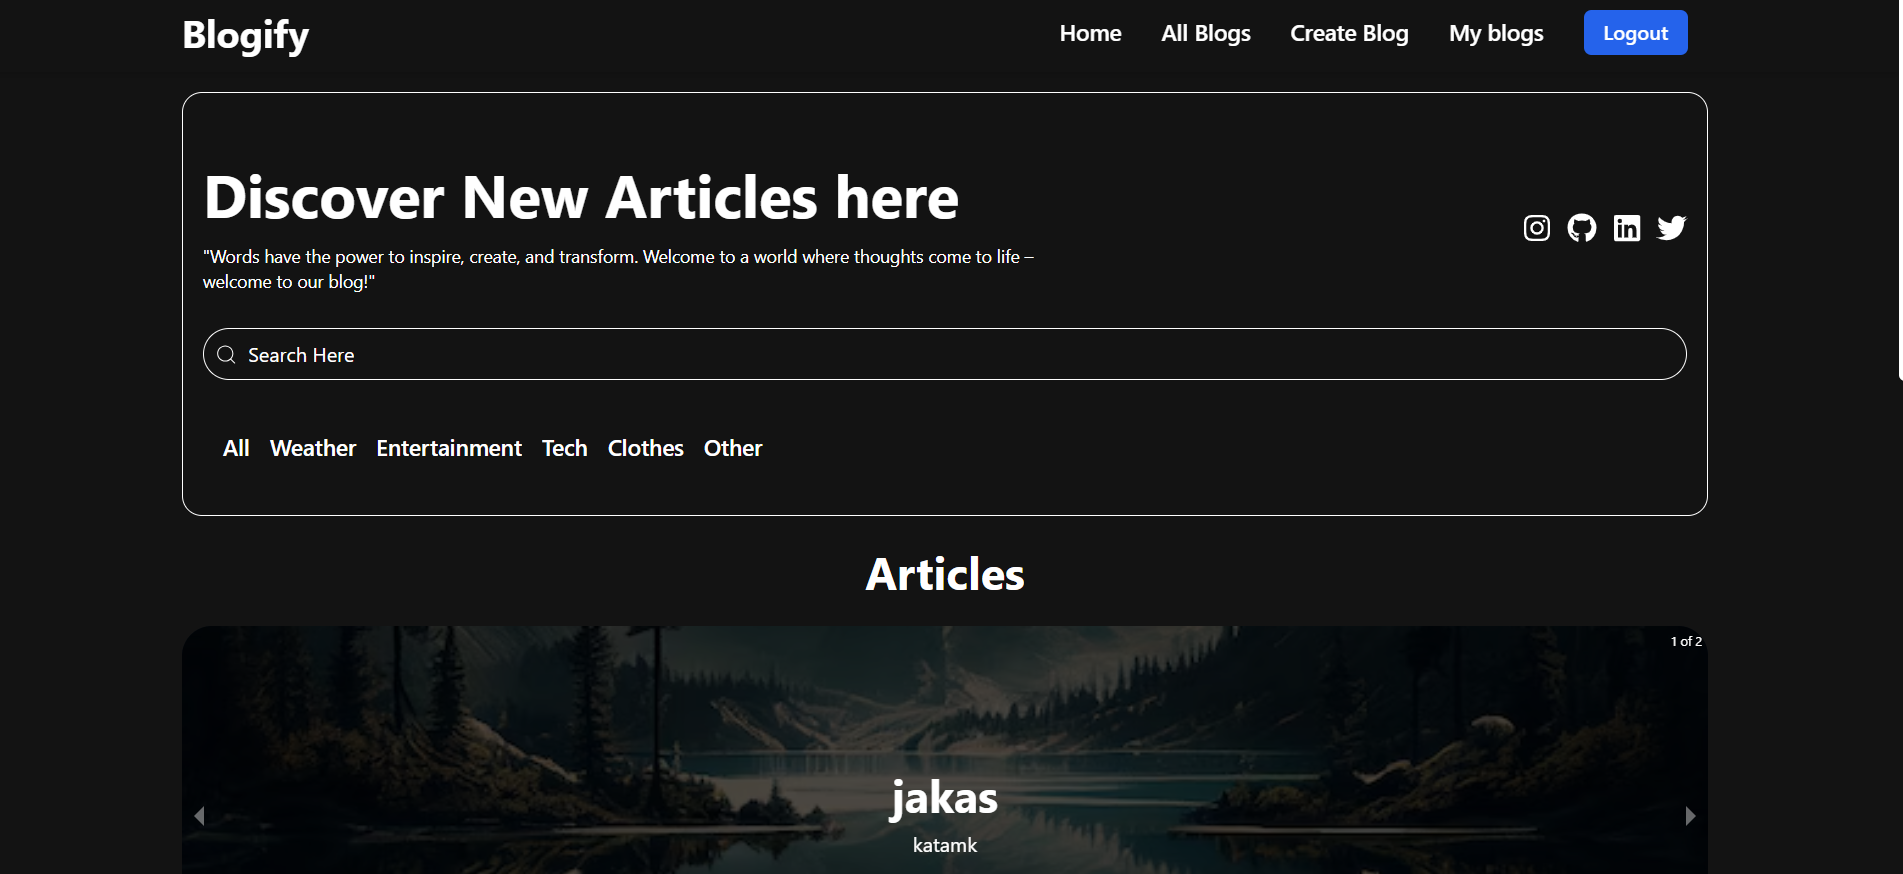 Blogify
Home All Blogs Create Blog My blogs Logout
Discover New Articles here
"Words have the power to inspire, create, and transform. Welcome to a world where thoughts come to life –
welcome to our blog!"
Search Here
All Weather Entertainment Tech Clothes Other
Articles
1 of 2
jakas
katamk